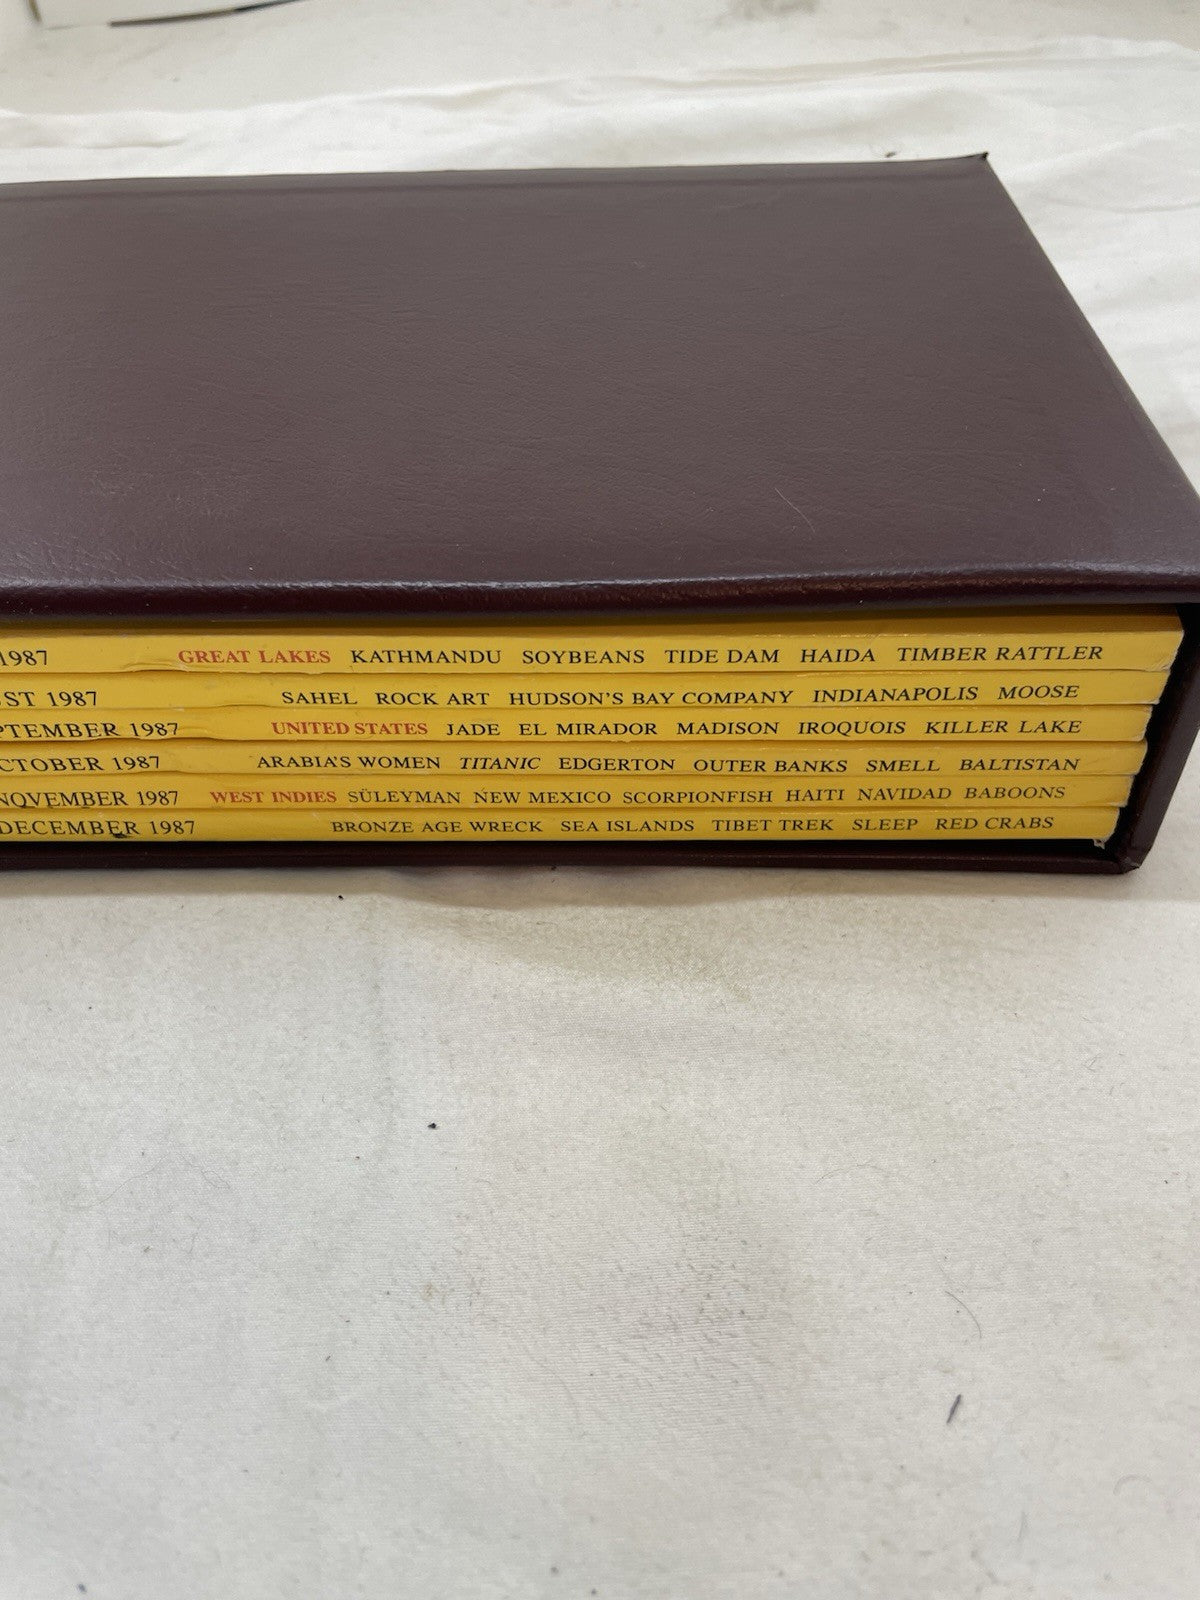 1987 GREAT LAKES KATHMANDU SOYBEANS TIDE DAM HAIDA TIMBER RATTLER
ST 1987 SAHEL ROCK ART HUDSON'S BAY COMPANY INDIANAPOLIS MOOSE
PTEMBER 1987 UNITED STATES JADE EL MIRADOR MADISON IROQUOIS KILLER LAKE
CTOBER 1987 ARABIA'S WOMEN TITANIC EDGERTON OUTER BANKS SMELL BALTISTAN
NOVEMBER 1987 WEST INDIES SÜLEYMAN NEW MEXICO SCORPIONFISH HAITI NAVIDAD BABOONS
DECEMBER 1987 BRONZE AGE WRECK SEA ISLANDS TIBET TREK SLEEP RED CRABS